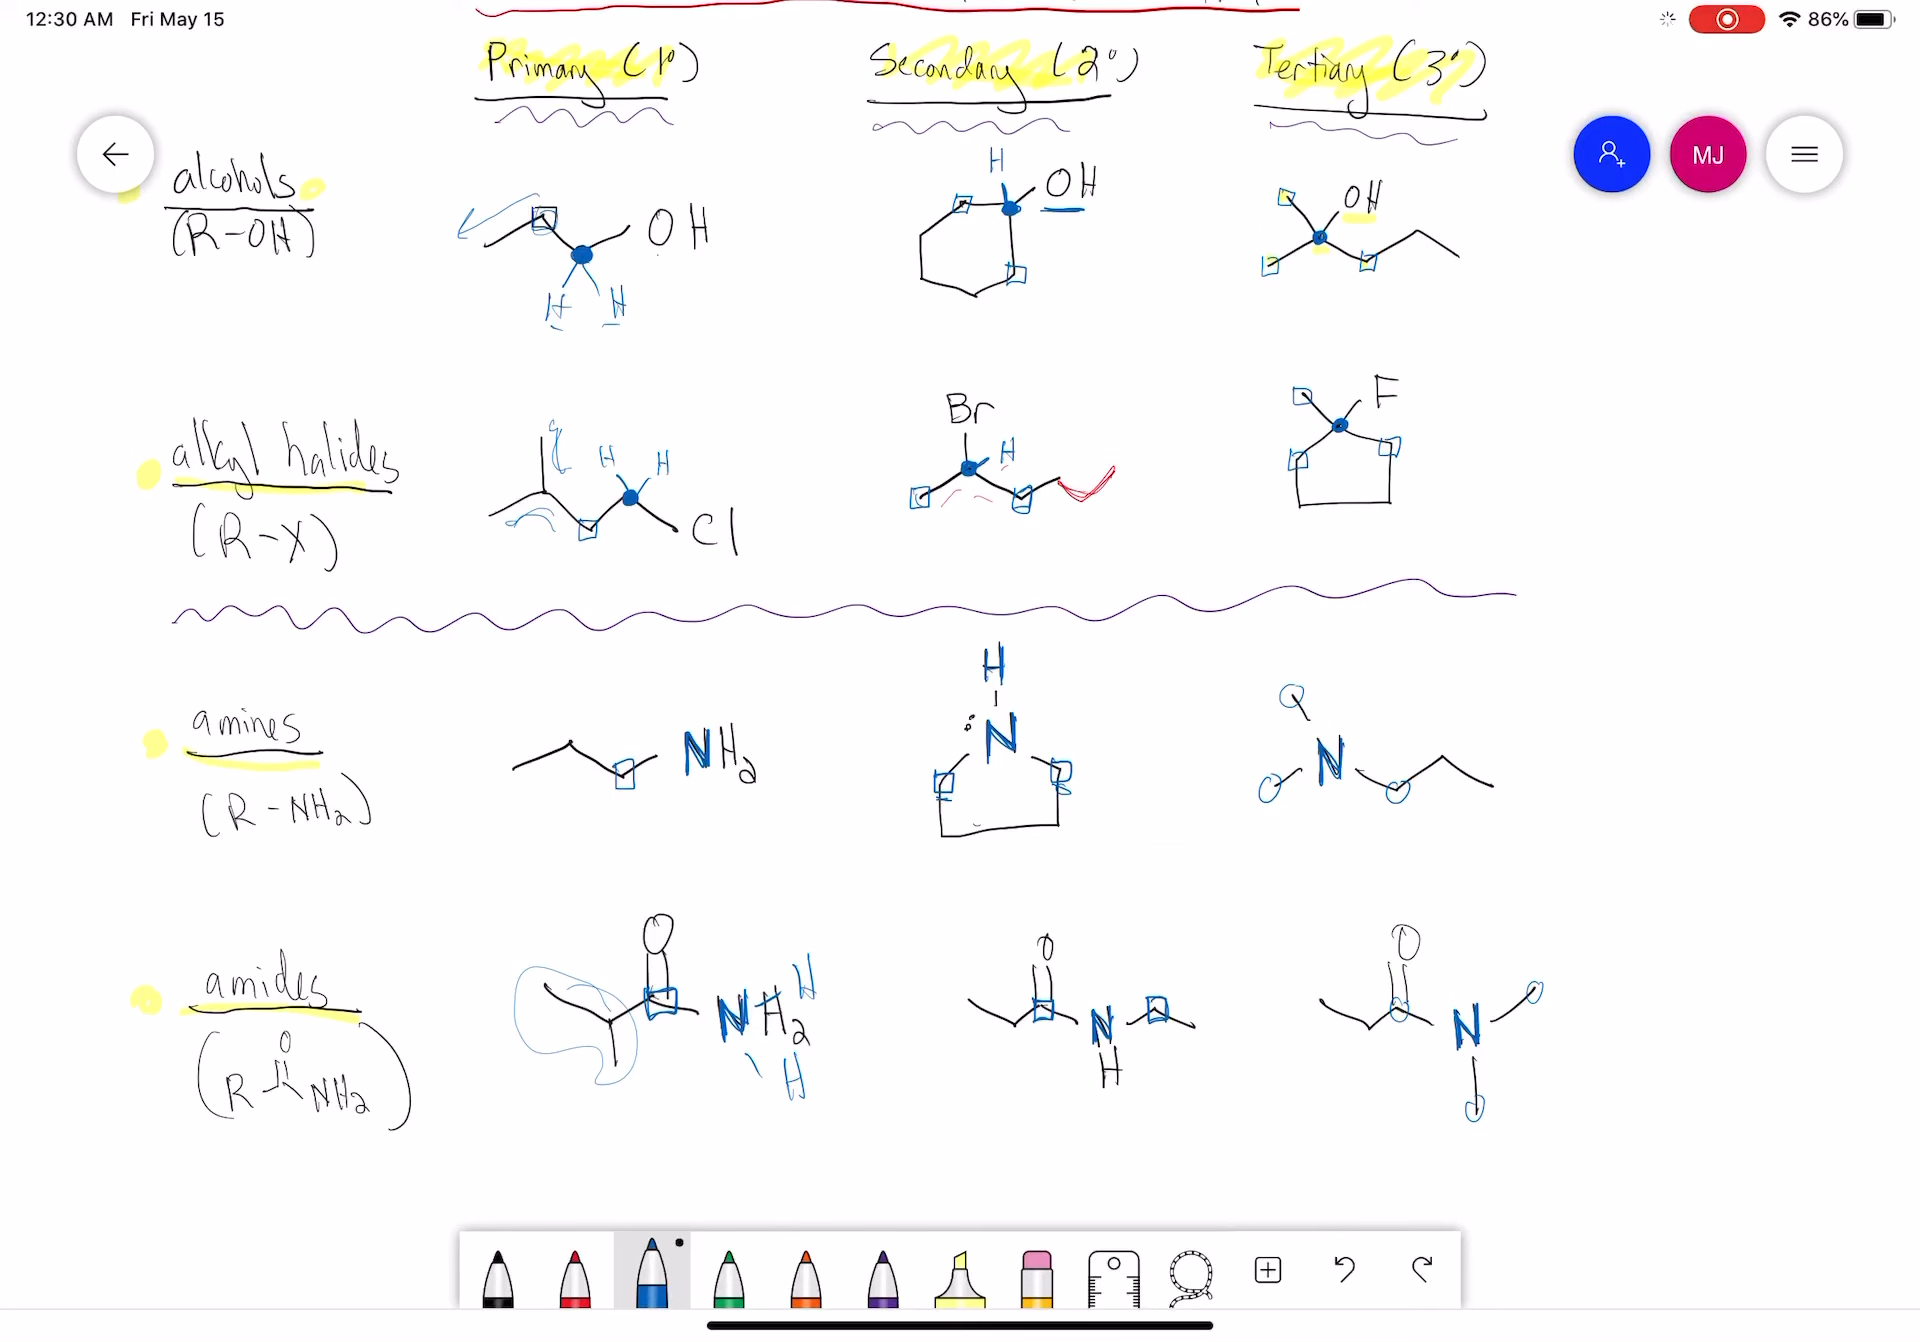 12:30 AM Fri May 15
86%
Primary (1°)
Secondary (2°)
Tertiary (3°)
MJ
alcohols
(R-OH)
OH
H H
H
OH
OH
alkyl halides
(R-X)
H H
Cl
Br
H
F
amines
(R-NH₂)
NH₂
H
N
N
amides
O
(R NH₂)
O
NH₂
H
H
O
N
H
O
N